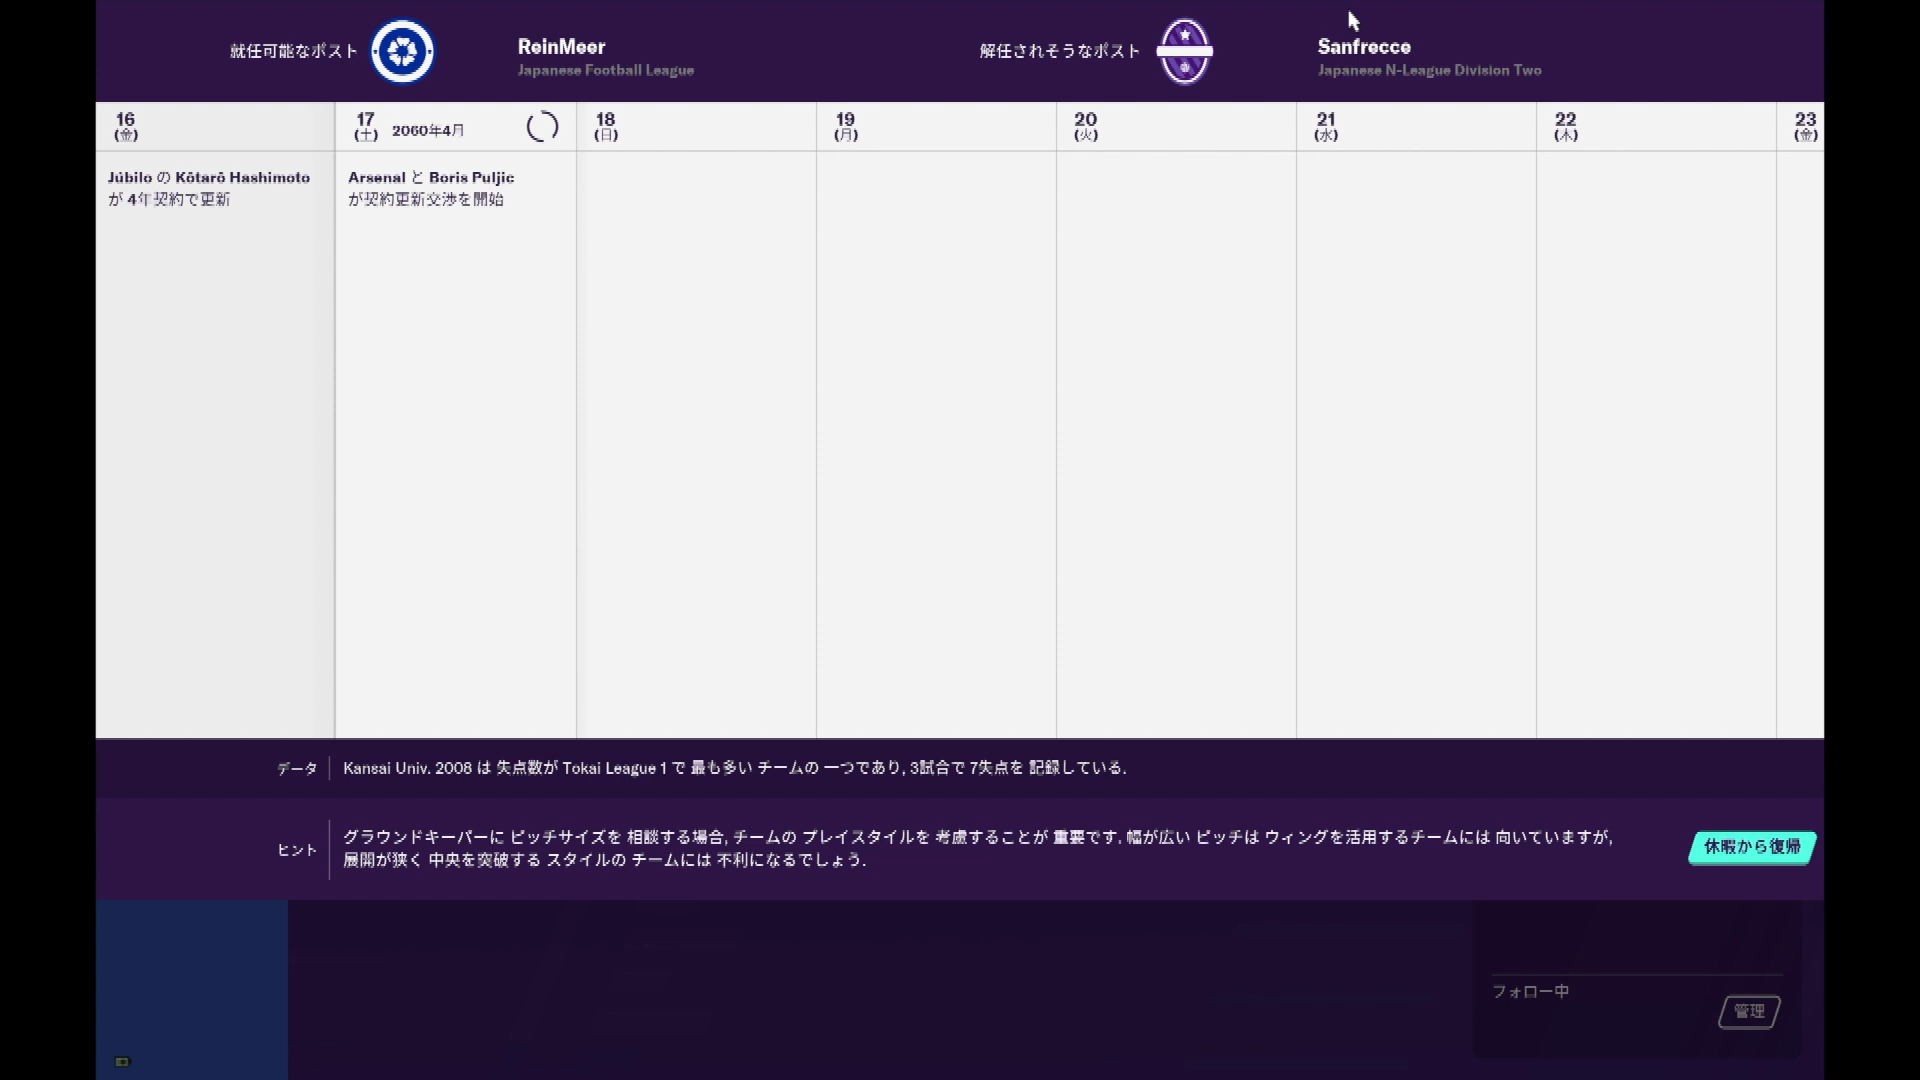 就任可能なポスト
ReinMeer
Japanese Football League
解任されそうなポスト
Sanfrecce
Japanese N-League Division Two
16
(金)
17
(土) 2060年4月
18
(日)
19
(月)
20
(火)
21
(水)
22
(木)
23
(金)
Júbilo の Kōtarō Hashimoto
が 4年契約で更新
Arsenal と Boris Puljic
が契約更新交渉を開始
データ
Kansai Univ. 2008 は 失点数が Tokai League 1 で 最も多い チームの 一つであり, 3試合で 7失点を 記録している.
ヒント
グラウンドキーパーに ピッチサイズを 相談する場合, チームの プレイスタイルを 考慮することが 重要です. 幅が広い ピッチは ウィングを活用するチームには 向いていますが,
展開が狭く 中央を突破する スタイルの チームには 不利になるでしょう.
休暇から復帰
フォロー中
管理